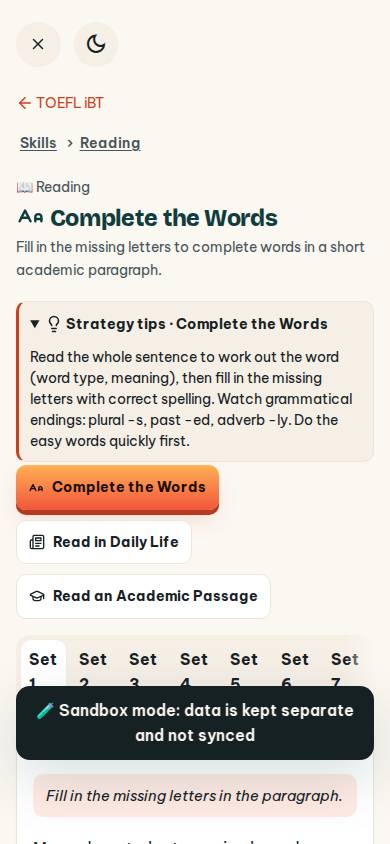 ← TOEFL iBT
Skills › Reading
📖 Reading
Complete the Words
Fill in the missing letters to complete words in a short
academic paragraph.
▼ Strategy tips · Complete the Words
Read the whole sentence to work out the word
(word type, meaning), then fill in the missing
letters with correct spelling. Watch grammatical
endings: plural -s, past -ed, adverb -ly. Do the
easy words quickly first.
Complete the Words
Read in Daily Life
Read an Academic Passage
Set Set Set Set Set Set Set
1 2 3 4 5 6 7
🧪 Sandbox mode: data is kept separate
and not synced
Fill in the missing letters in the paragraph.